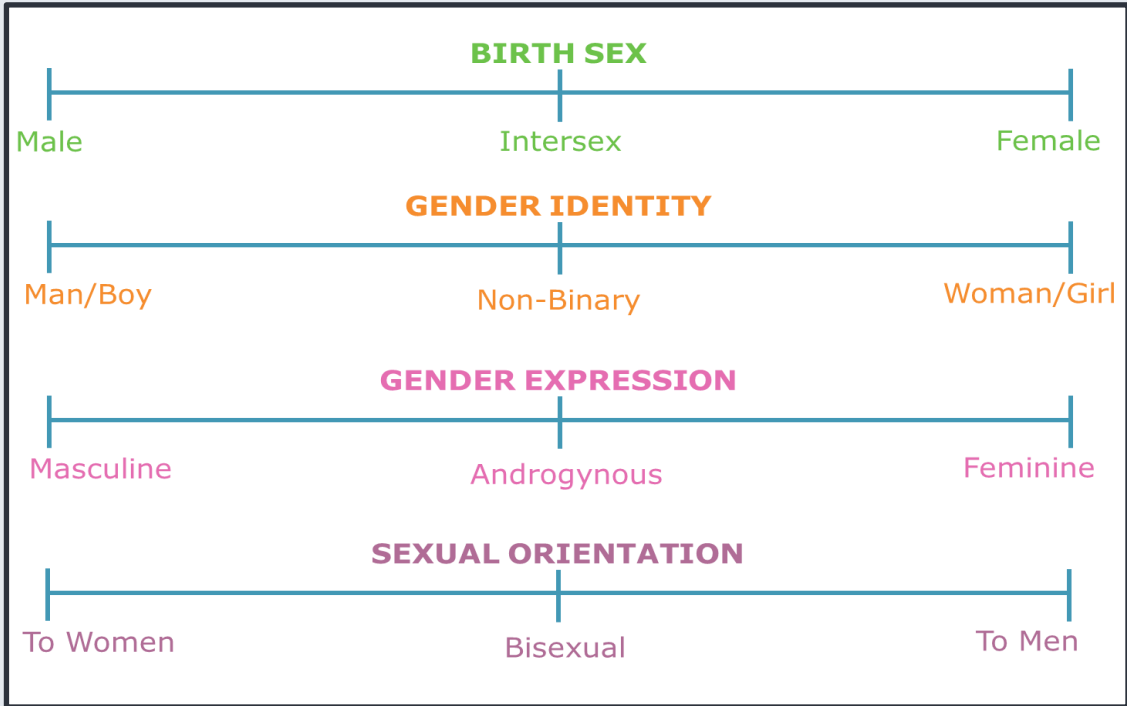 BIRTH SEX
Male Intersex Female
GENDER IDENTITY
Man/Boy Non-Binary Woman/Girl
GENDER EXPRESSION
Masculine Androgynous Feminine
SEXUAL ORIENTATION
To Women Bisexual To Men